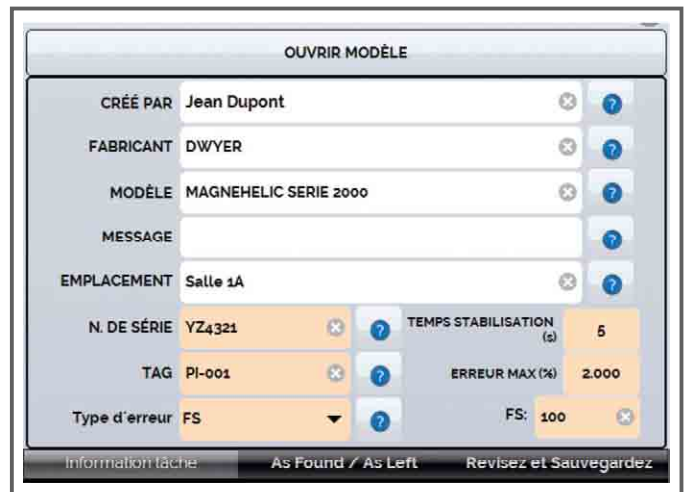 OUVRIR MODÈLE
CRÉÉ PAR Jean Dupont
FABRICANT DWYER
MODÈLE MAGNEHELIC SERIE 2000
MESSAGE
EMPLACEMENT Salle 1A
N. DE SÉRIE YZ4321 TEMPS STABILISATION (s) 5
TAG PI-001 ERREUR MAX (%) 2.000
Type d'erreur FS FS: 100
Information tâche As Found / As Left Revisez et Sauvegardez